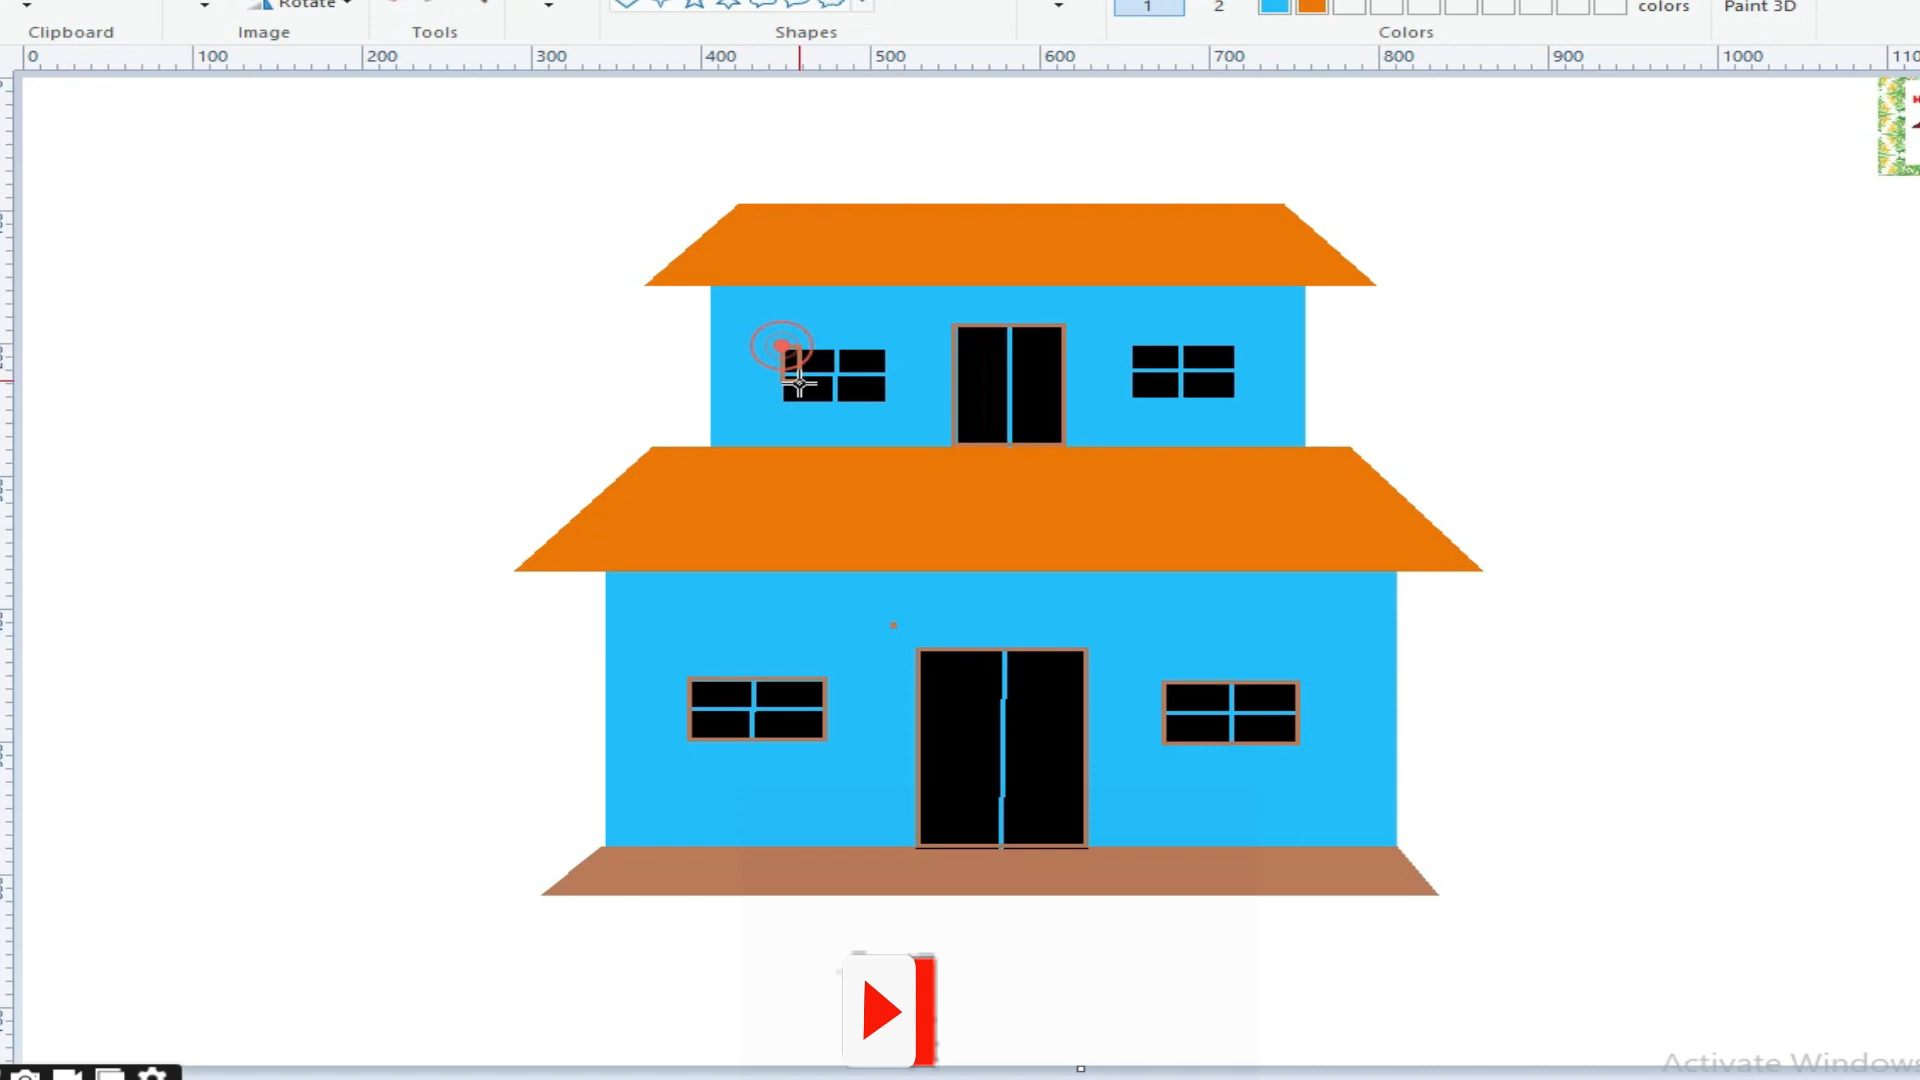 Rotate
1 2 colors Paint 3D
Clipboard Image Tools Shapes Colors
0 100 200 300 400 500 600 700 800 900 1000
Activate Windows